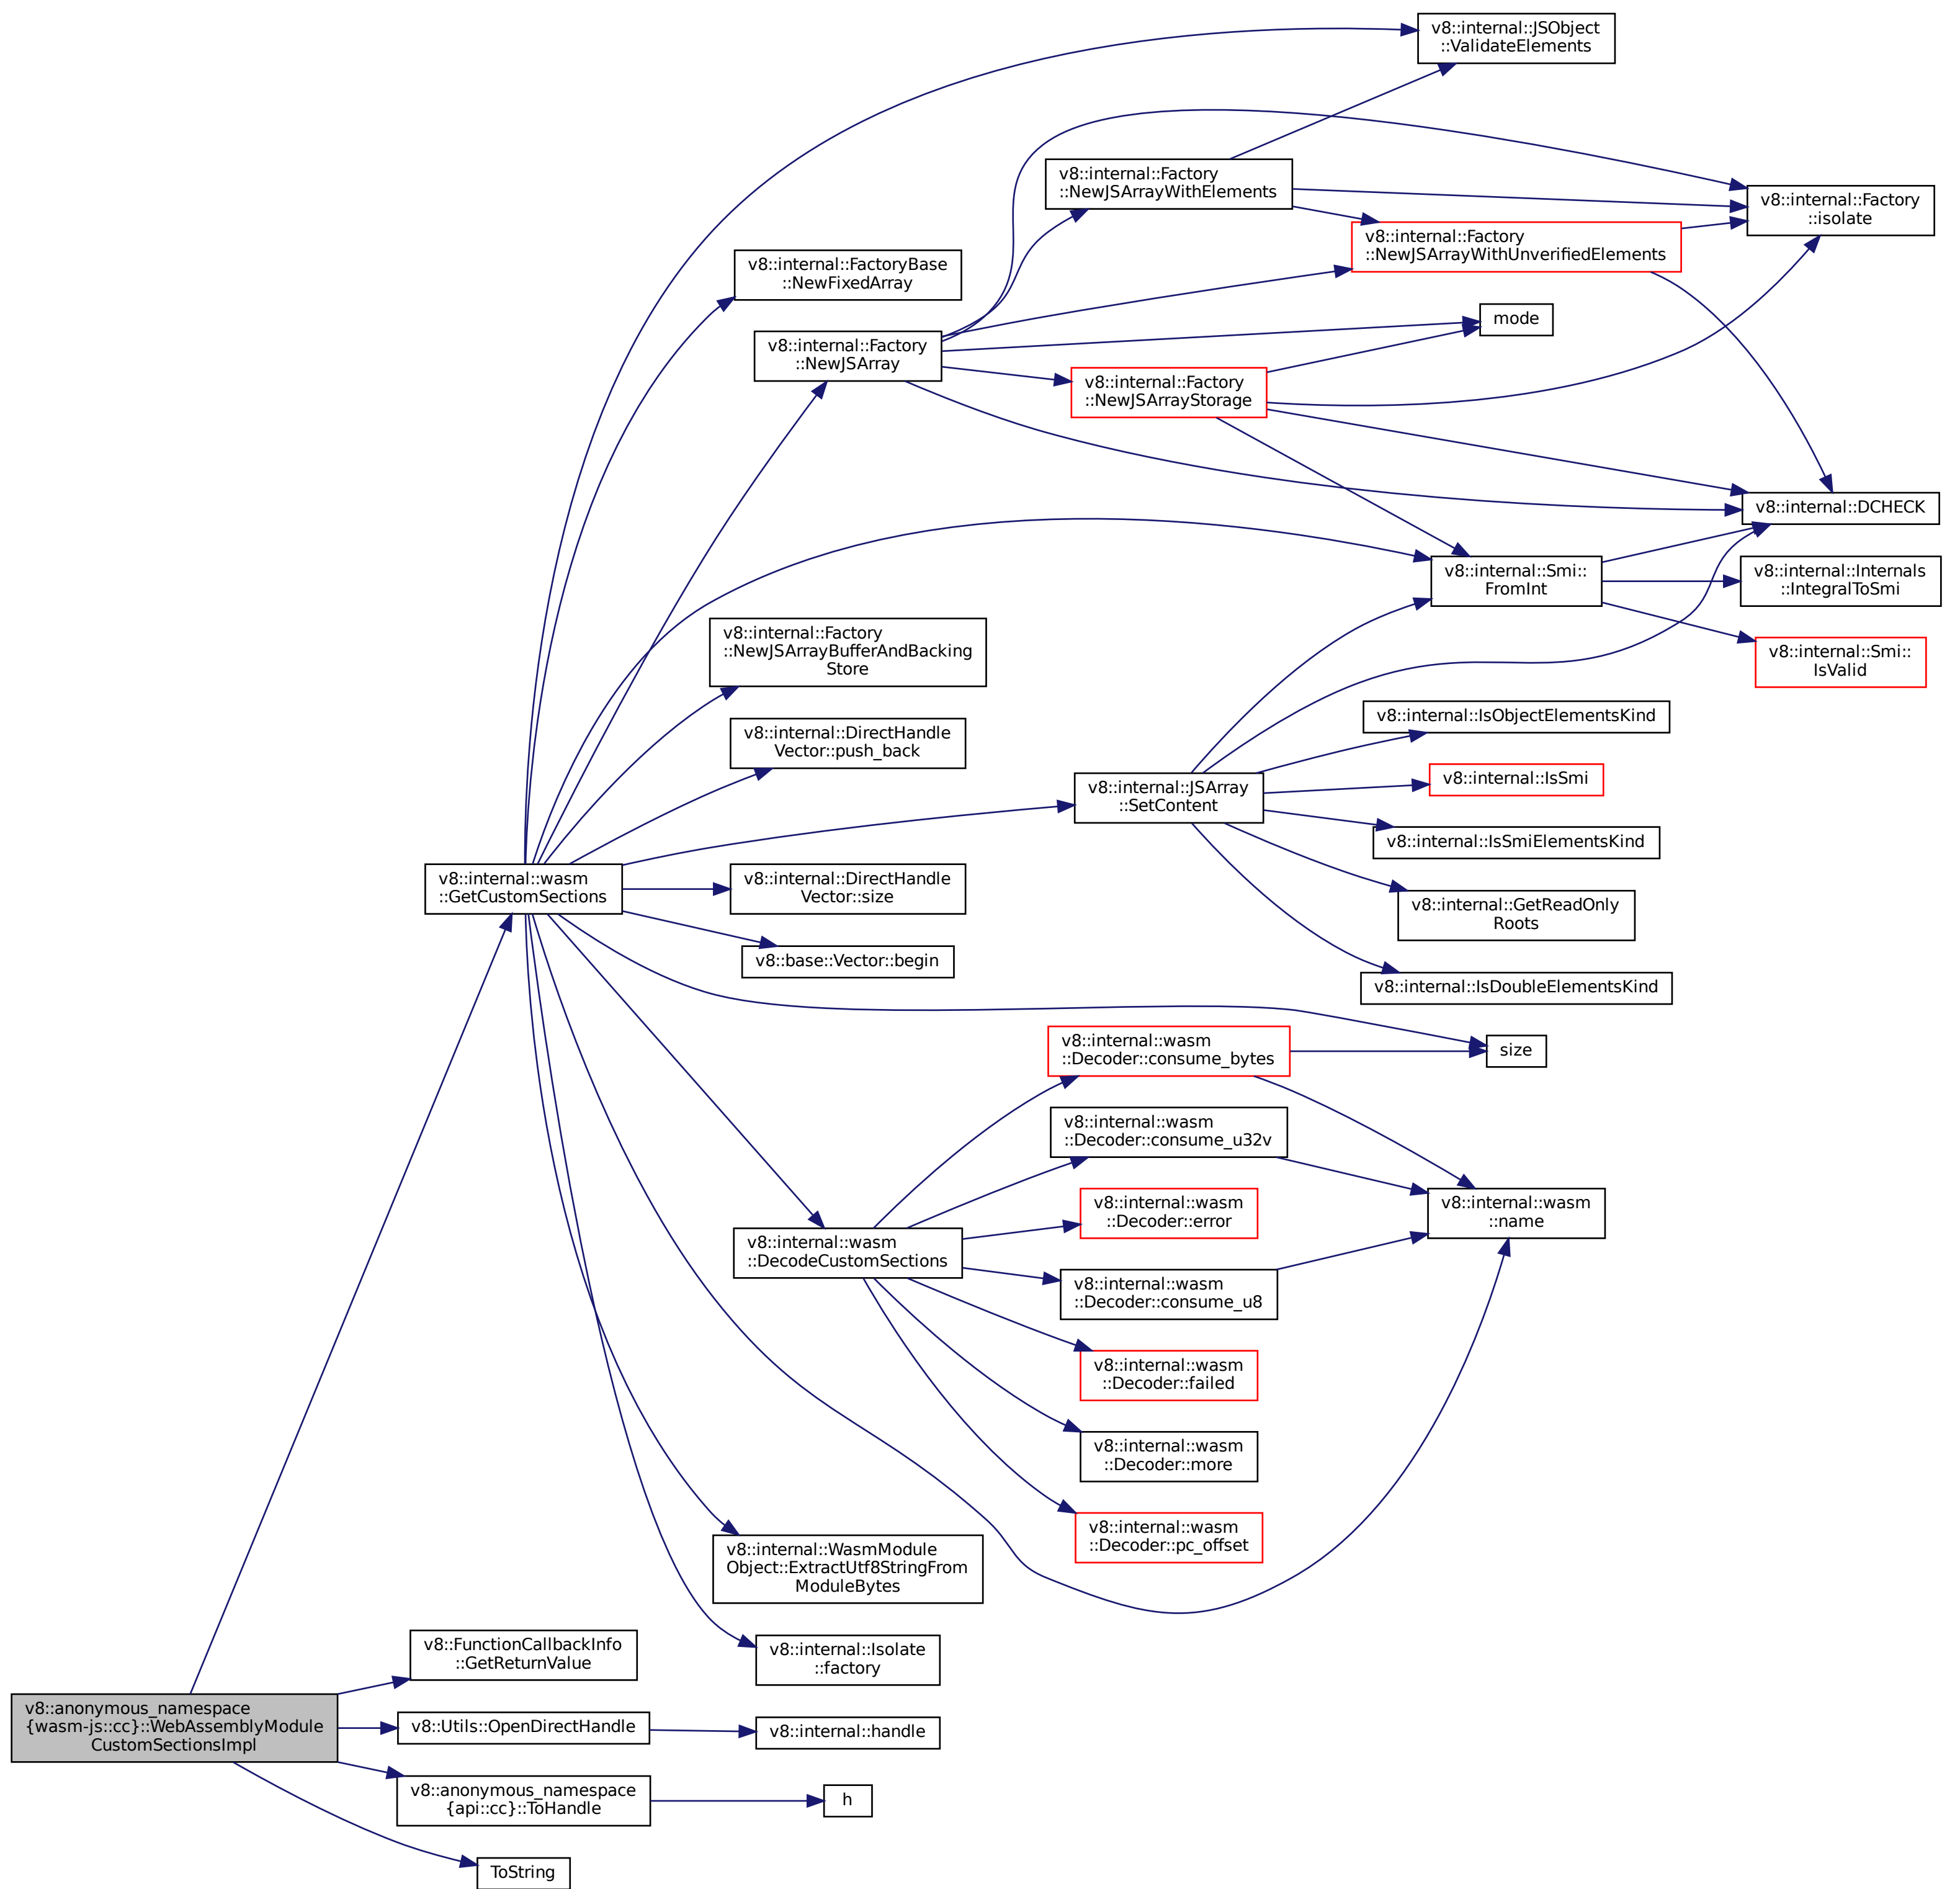 v8::internal::JSObject
::ValidateElements
v8::internal::Factory
::NewJSArrayWithElements
v8::internal::Factory
::isolate
v8::internal::Factory
::NewJSArrayWithUnverifiedElements
v8::internal::FactoryBase
::NewFixedArray
mode
v8::internal::Factory
::NewJSArray
v8::internal::Factory
::NewJSArrayStorage
v8::internal::DCHECK
v8::internal::Smi::
FromInt
v8::internal::Internals
::IntegralToSmi
v8::internal::Factory
::NewJSArrayBufferAndBacking
Store
v8::internal::Smi::
IsValid
v8::internal::IsObjectElementsKind
v8::internal::DirectHandle
Vector::push_back
v8::internal::IsSmi
v8::internal::JSArray
::SetContent
v8::internal::IsSmiElementsKind
v8::internal::wasm
::GetCustomSections
v8::internal::DirectHandle
Vector::size
v8::internal::GetReadOnly
Roots
v8::base::Vector::begin
v8::internal::IsDoubleElementsKind
v8::internal::wasm
::Decoder::consume_bytes
size
v8::internal::wasm
::Decoder::consume_u32v
v8::internal::wasm
::Decoder::error
v8::internal::wasm
::name
v8::internal::wasm
::DecodeCustomSections
v8::internal::wasm
::Decoder::consume_u8
v8::internal::wasm
::Decoder::failed
v8::internal::wasm
::Decoder::more
v8::internal::wasm
::Decoder::pc_offset
v8::internal::WasmModule
Object::ExtractUtf8StringFrom
ModuleBytes
v8::FunctionCallbackInfo
::GetReturnValue
v8::internal::Isolate
::factory
v8::anonymous_namespace
{wasm-js::cc}::WebAssemblyModule
CustomSectionsImpl
v8::Utils::OpenDirectHandle
v8::internal::handle
v8::anonymous_namespace
{api::cc}::ToHandle
h
ToString